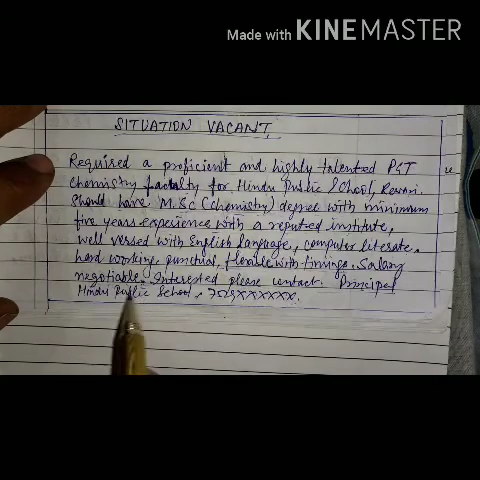 Made with KINEMASTER
SITUATION VACANT
Required a proficient and highly talented PGT
Chemistry faculty for Hindu Public School, Rewari.
Should have M.Sc (Chemistry) degree with minimum
five years experience with a reputed institute,
well versed with English language, computer literate,
hard working, punctual, flexible with timings. Salary
negotiable. Interested please contact. Principal
Hindu Public School, 7529XXXXXX.